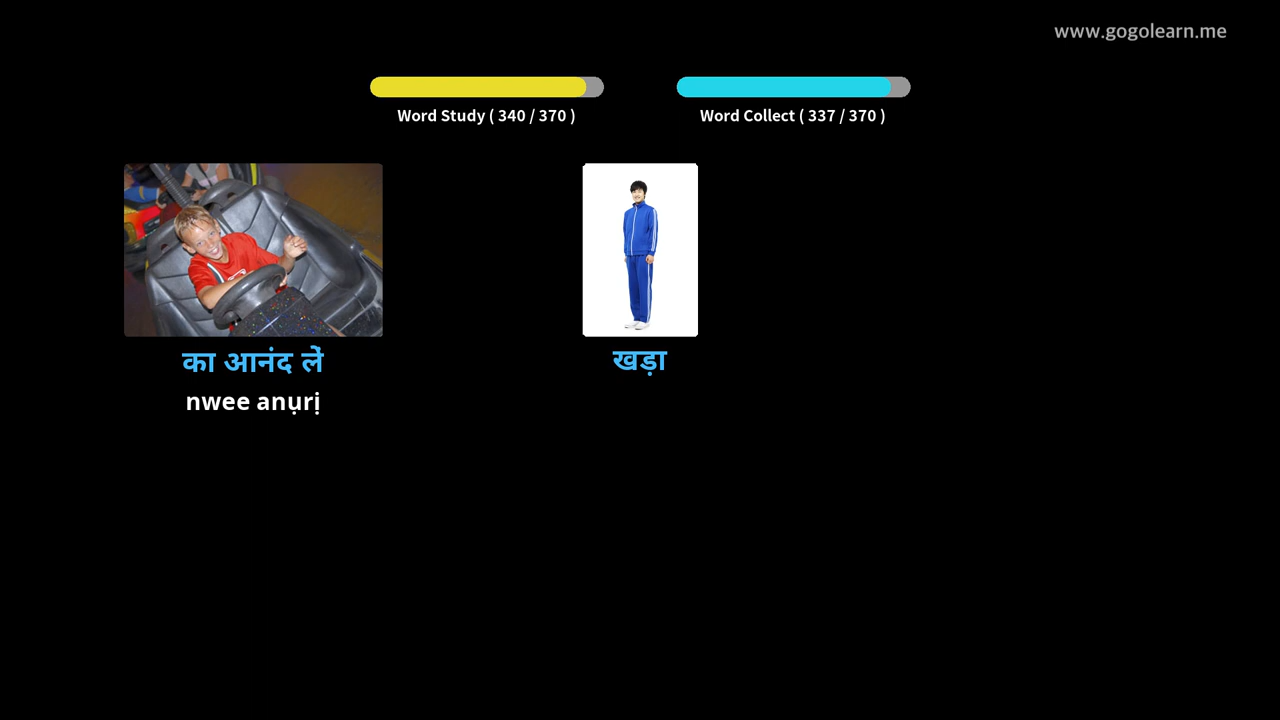 www.gogolearn.me
Word Study ( 340 / 370 )
Word Collect ( 337 / 370 )
का आनंद लें
nwee anụrị
खड़ा